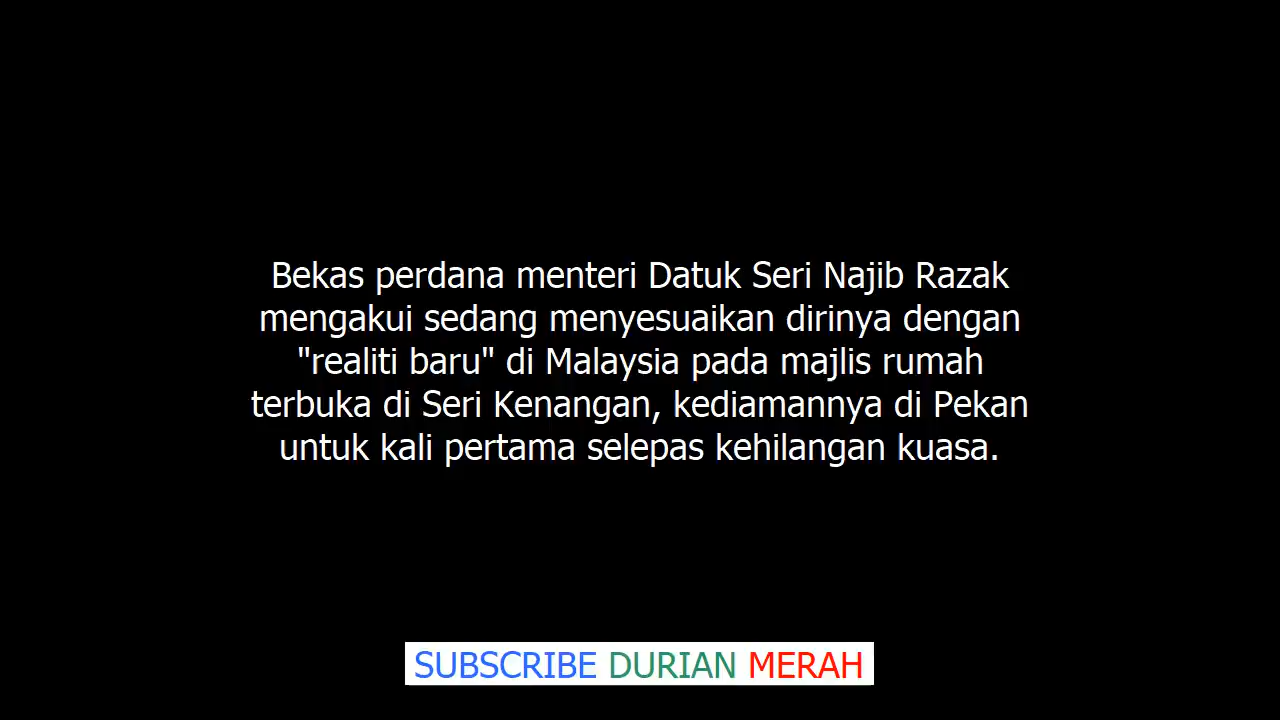 Bekas perdana menteri Datuk Seri Najib Razak
mengakui sedang menyesuaikan dirinya dengan
"realiti baru" di Malaysia pada majlis rumah
terbuka di Seri Kenangan, kediamannya di Pekan
untuk kali pertama selepas kehilangan kuasa.
SUBSCRIBE DURIAN MERAH